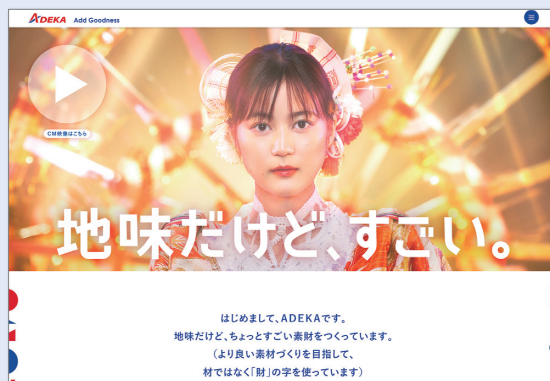 ADEKA Add Goodness
CM映像はこちら
地味だけど、すごい。
はじめまして、ADEKAです。
地味だけど、ちょっとすごい素財をつくっています。
(より良い素材づくりを目指して、
材ではなく「財」の字を使っています)